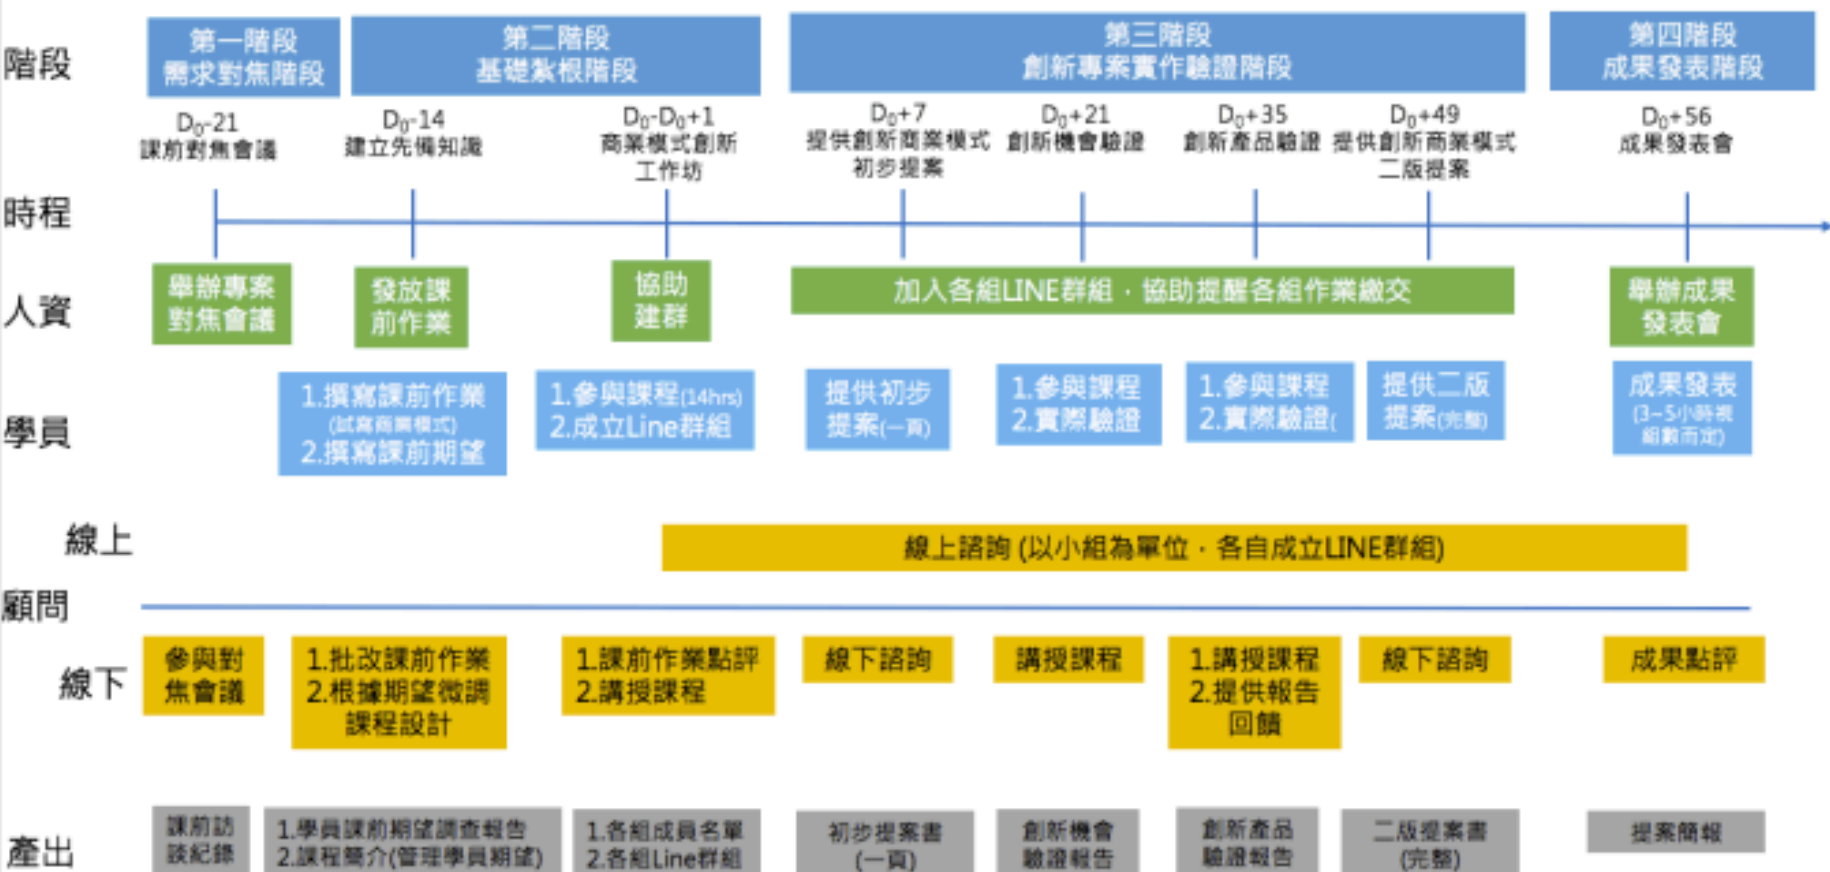 階段
第一階段
需求對焦階段
第二階段
基礎紮根階段
第三階段
創新專案實作驗證階段
第四階段
成果發表階段
D0-21
課前對焦會議
D0-14
建立先備知識
D0-D0+1
商業模式創新
工作坊
D0+7
提供創新商業模式
初步提案
D0+21
創新機會驗證
D0+35
創新產品驗證
D0+49
提供創新商業模式
二版提案
D0+56
成果發表會
時程
人資
舉辦專案
對焦會議
發放課
前作業
協助
建群
加入各組LINE群組，協助提醒各組作業繳交
舉辦成果
發表會
學員
1.撰寫課前作業
(試寫商業模式)
2.撰寫課前期望
1.參與課程(14hrs)
2.成立Line群組
提供初步
提案(一頁)
1.參與課程
2.實際驗證
1.參與課程
2.實際驗證(
提供二版
提案(完整)
成果發表
(3~5小時視
組數而定)
線上
線上諮詢 (以小組為單位，各自成立LINE群組)
顧問
線下
參與對
焦會議
1.批改課前作業
2.根據期望微調
課程設計
1.課前作業點評
2.講授課程
線下諮詢
講授課程
1.講授課程
2.提供報告
回饋
線下諮詢
成果點評
產出
課前訪
談紀錄
1.學員課前期望調查報告
2.課程簡介(管理學員期望)
1.各組成員名單
2.各組Line群組
初步提案書
(一頁)
創新機會
驗證報告
創新產品
驗證報告
二版提案書
(完整)
提案簡報